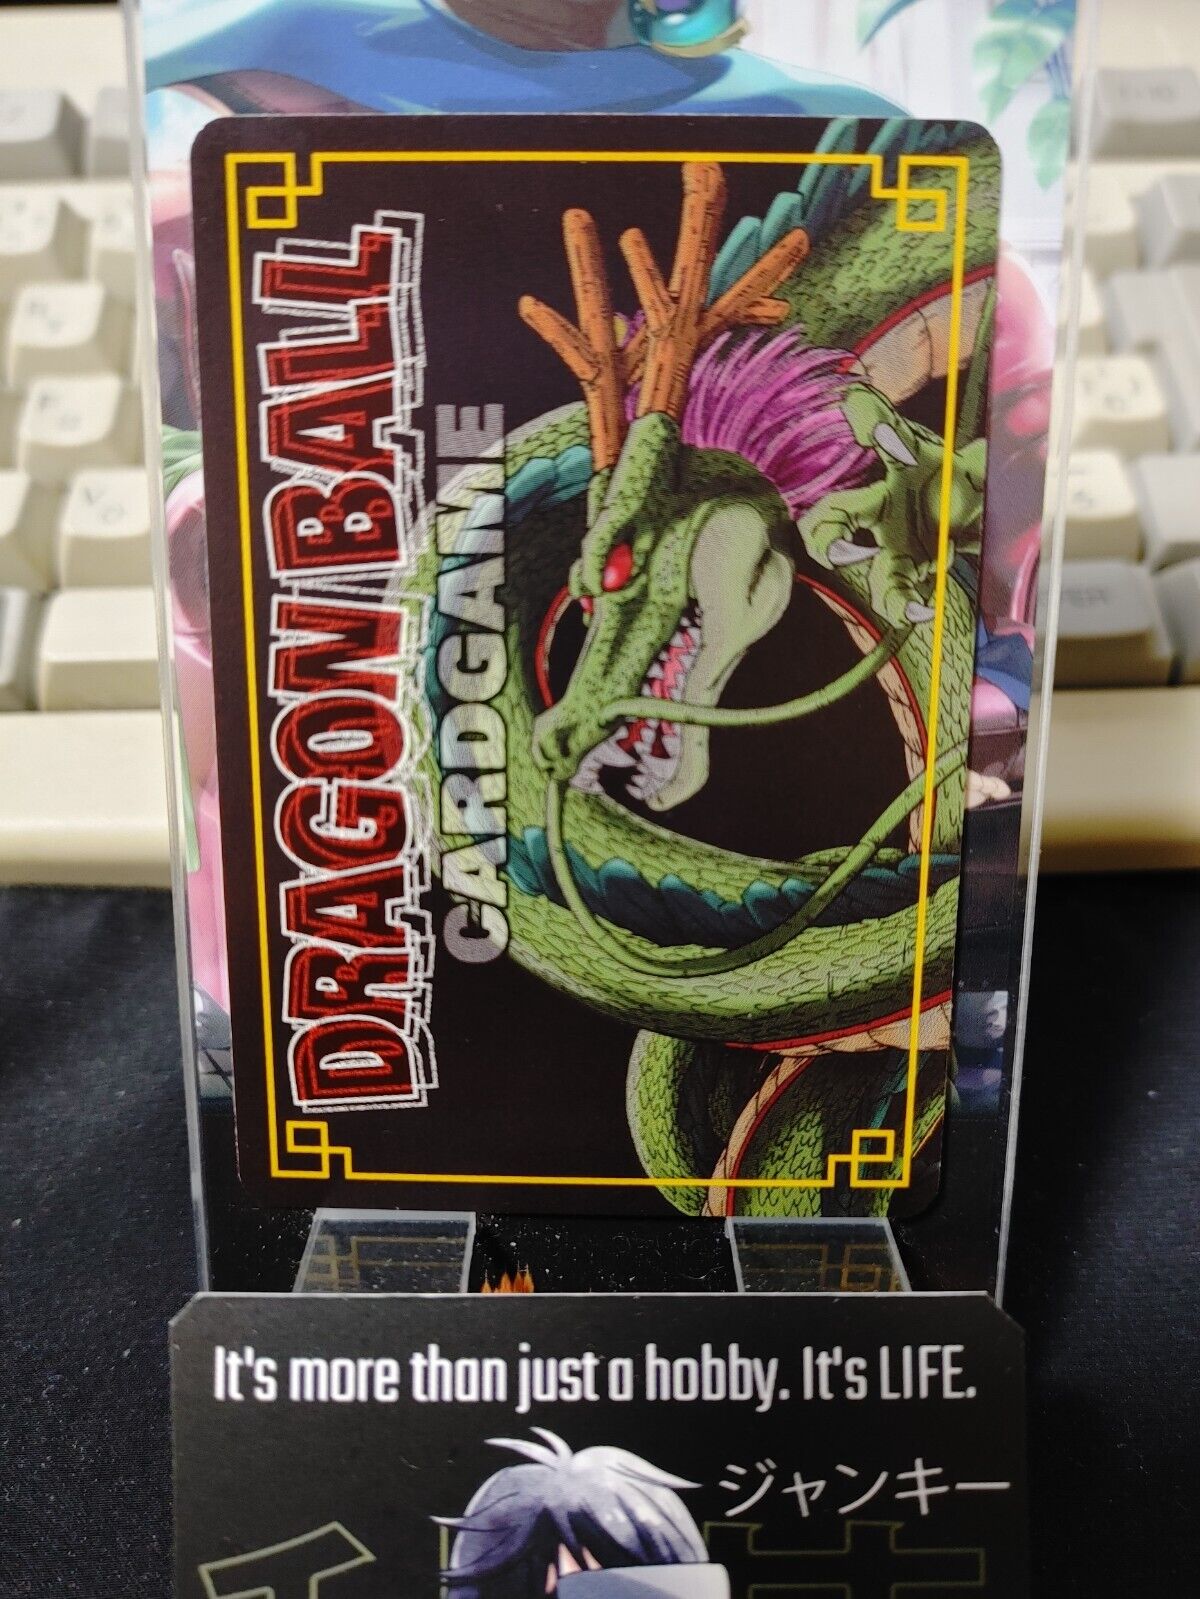 DRAGON BALL
CARDGAME
It's more than just a hobby. It's LIFE.
ジャンキー